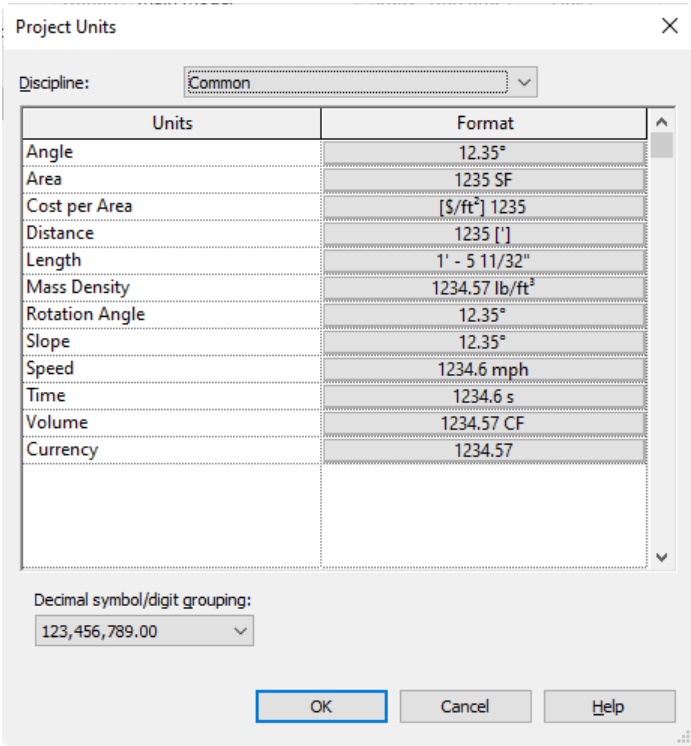 Project Units
Discipline: Common
Units Format
Angle 12.35°
Area 1235 SF
Cost per Area [$/ft²] 1235
Distance 1235 [']
Length 1' - 5 11/32"
Mass Density 1234.57 lb/ft³
Rotation Angle 12.35°
Slope 12.35°
Speed 1234.6 mph
Time 1234.6 s
Volume 1234.57 CF
Currency 1234.57
Decimal symbol/digit grouping:
123,456,789.00
OK Cancel Help